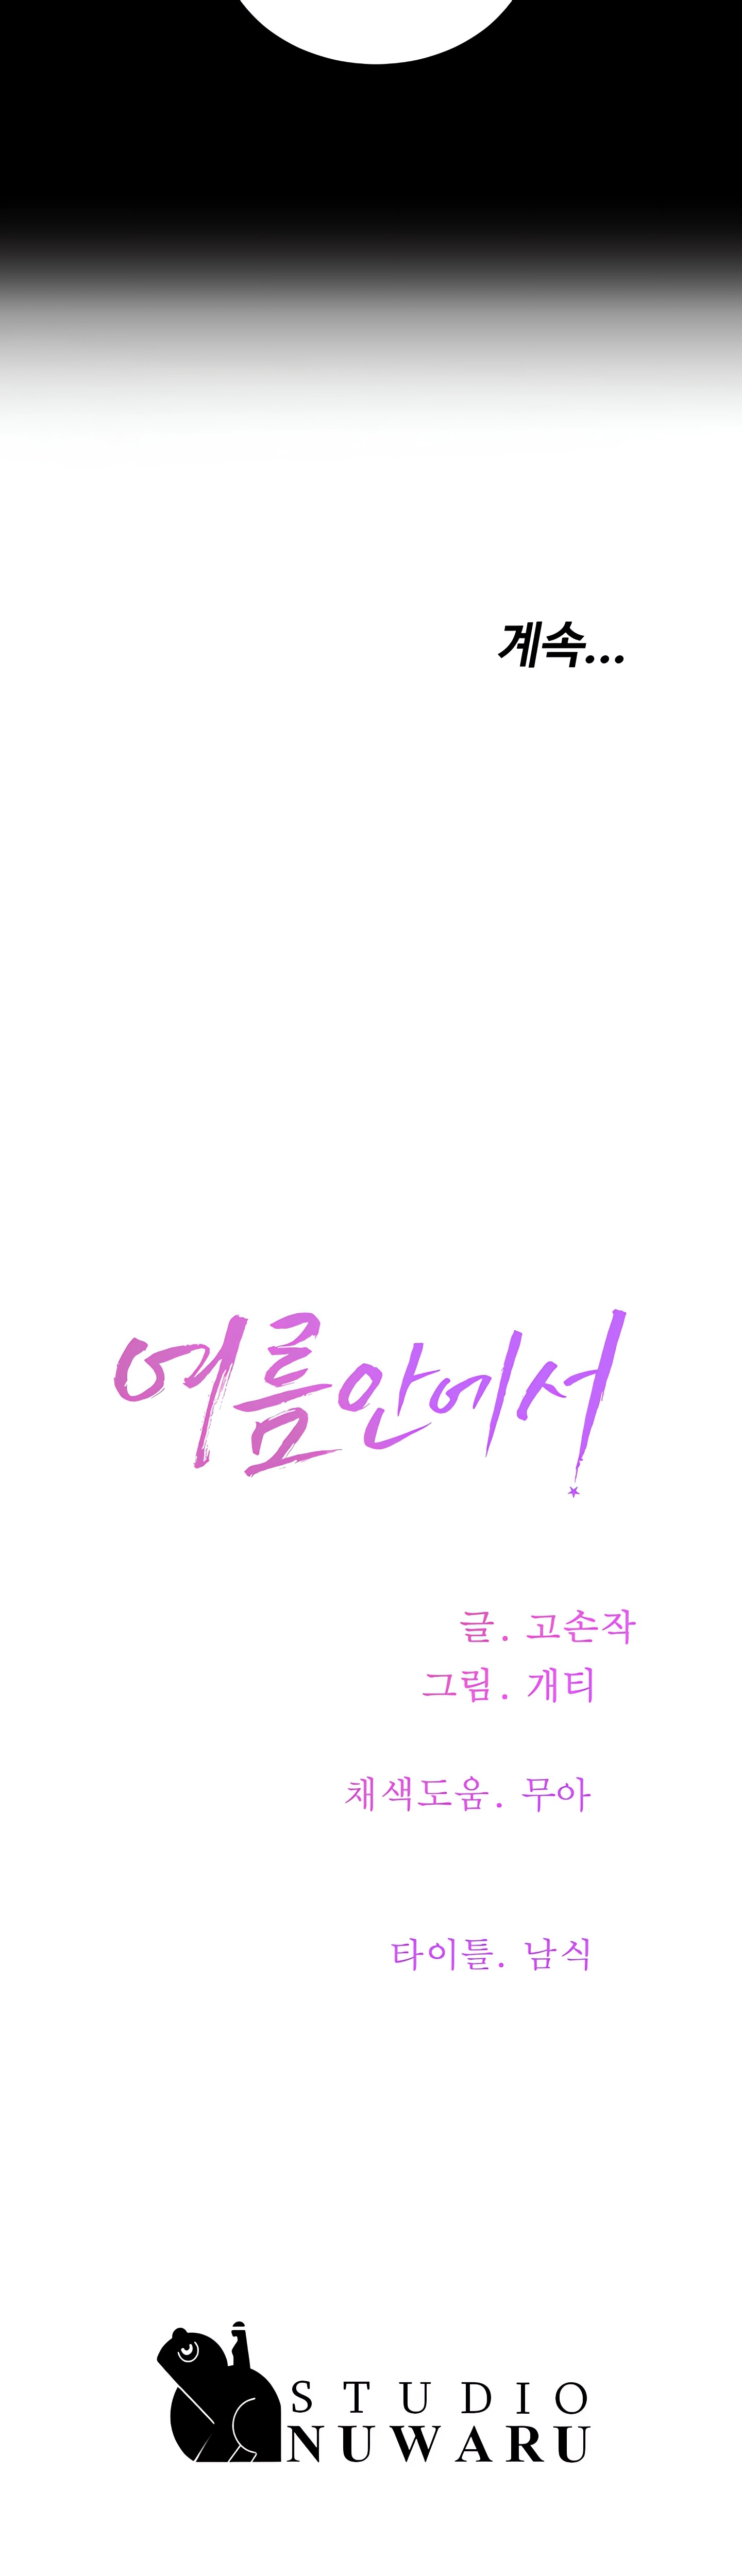 계속...
여름안에서
글. 고손작
그림. 개티
채색도움. 무아
타이틀. 남식
STUDIO
NUWARU